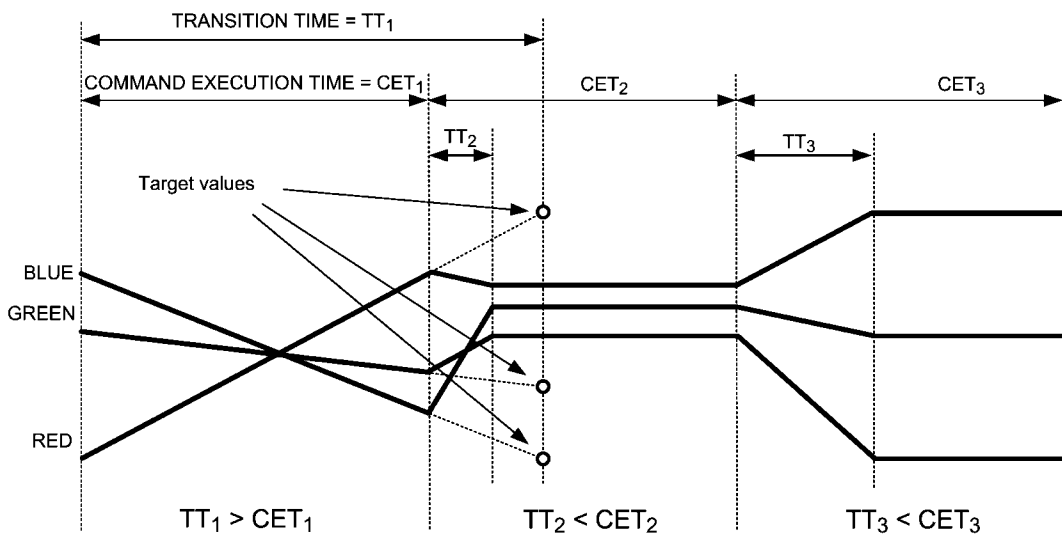 TRANSITION TIME = TT₁
COMMAND EXECUTION TIME = CET₁
CET₂
CET₃
TT₂
TT₃
Target values
BLUE
GREEN
RED
TT₁ > CET₁
TT₂ < CET₂
TT₃ < CET₃